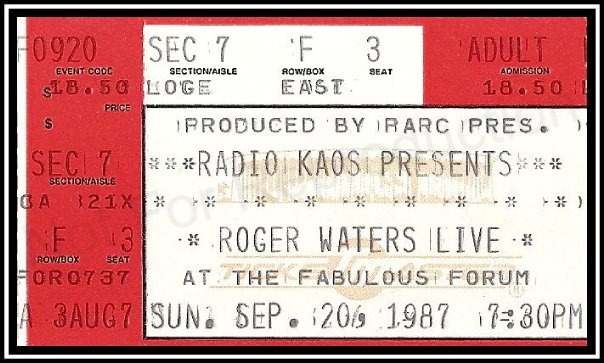 F0920 SEC 7 F 3 ADULT
EVENT CODE SECTION/AISLE ROW/BOX SEAT ADMISSION
$ 18.50 LOGE EAST 18.50
PRICE
$
PRODUCED BY RARC PRES.
SEC 7 ***RADIO KAOS PRESENTS***
SECTION/AISLE
GA 21X
F 3 * ROGER WATERS LIVE *
ROW/BOX SEAT
FOR0737 AT THE FABULOUS FORUM
A 3AUG7 SUN. SEP. 20, 1987 7:30PM